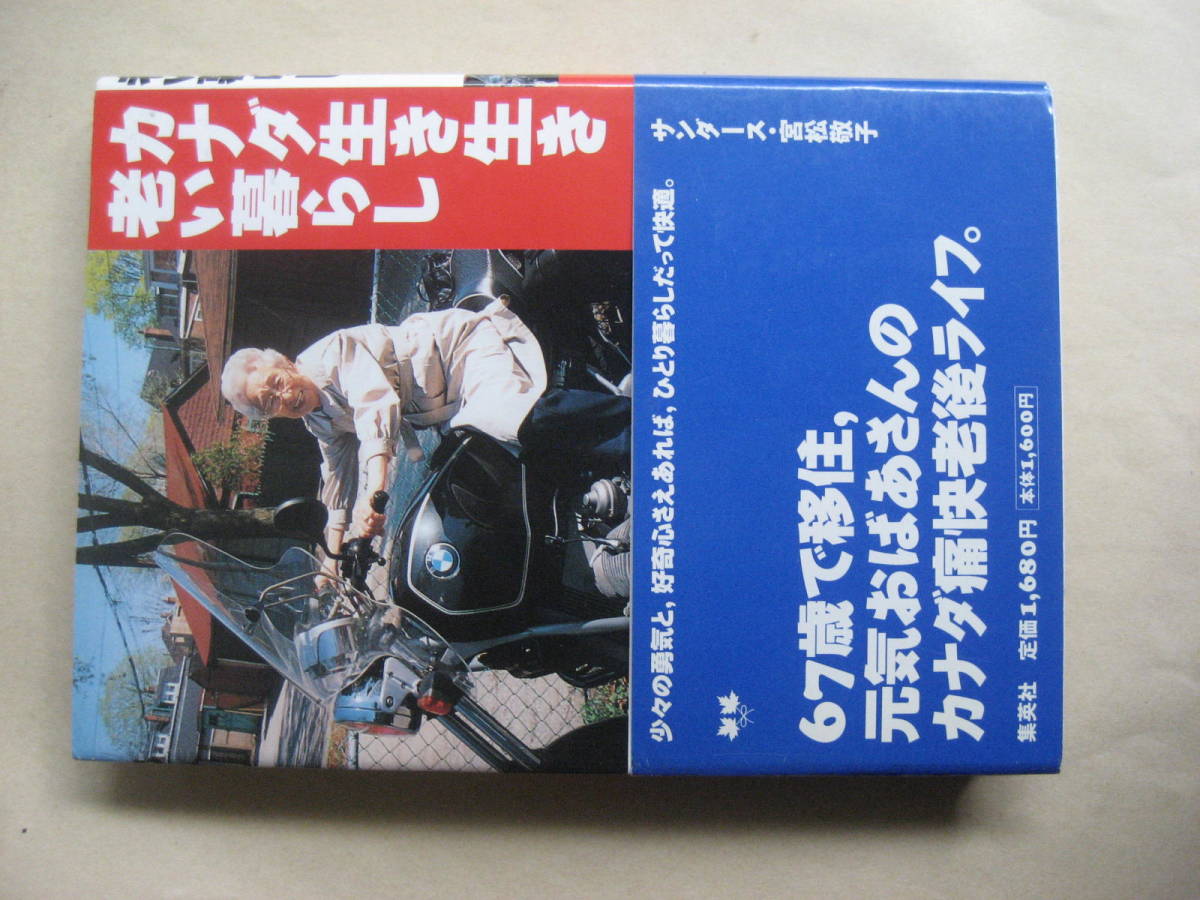 カナダ生き生き
老い暮らし
サンダース・宮松敬子
少々の勇気と，好奇心さえあれば，ひとり暮らしだって快適。
67歳で移住，
元気おばあさんの
カナダ痛快老後ライフ。
集英社 定価1,680円 本体1,600円
BMW